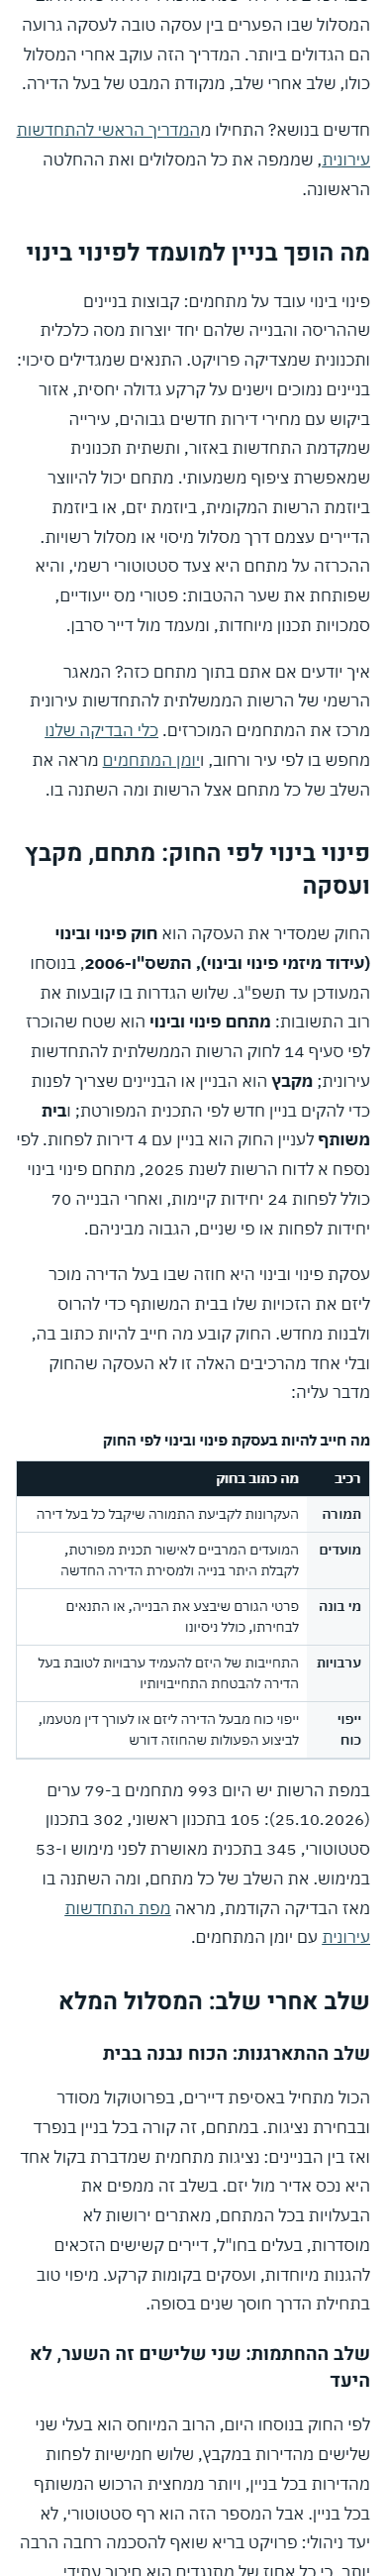 המסלול שבו הפערים בין עסקה טובה לעסקה גרועה
הם הגדולים ביותר. המדריך הזה עוקב אחרי המסלול
כולו, שלב אחרי שלב, מנקודת המבט של בעל הדירה.
חדשים בנושא? התחילו מהמדריך הראשי להתחדשות
עירונית, שממפה את כל המסלולים ואת ההחלטה
הראשונה.
מה הופך בניין למועמד לפינוי בינוי
פינוי בינוי עובד על מתחמים: קבוצות בניינים
שההריסה והבנייה שלהם יחד יוצרות מסה כלכלית
ותכנונית שמצדיקה פרויקט. התנאים שמגדילים סיכוי:
בניינים נמוכים וישנים על קרקע גדולה יחסית, אזור
ביקוש עם מחירי דירות חדשים גבוהים, עירייה
שמקדמת התחדשות באזור, ותשתית תכנונית
שמאפשרת ציפוף משמעותי. מתחם יכול להיווצר
ביוזמת הרשות המקומית, ביוזמת יזם, או ביוזמת
הדיירים עצמם דרך מסלול מיסוי או מסלול רשויות.
ההכרזה על מתחם היא צעד סטטוטורי רשמי, והיא
שפותחת את שער ההטבות: פטורי מס ייעודיים,
סמכויות תכנון מיוחדות, ומעמד מול דייר סרבן.
איך יודעים אם אתם בתוך מתחם כזה? המאגר
הרשמי של הרשות הממשלתית להתחדשות עירונית
מרכז את המתחמים המוכרזים. כלי הבדיקה שלנו
מחפש בו לפי עיר ורחוב, ויומן המתחמים מראה את
השלב של כל מתחם אצל הרשות ומה השתנה בו.
פינוי בינוי לפי החוק: מתחם, מקבץ
ועסקה
החוק שמסדיר את העסקה הוא חוק פינוי ובינוי
(עידוד מיזמי פינוי ובינוי), התשס"ו-2006, בנוסחו
המעודכן עד תשפ"ג. שלוש הגדרות בו קובעות את
רוב התשובות: מתחם פינוי ובינוי הוא שטח שהוכרז
לפי סעיף 14 לחוק הרשות הממשלתית להתחדשות
עירונית; מקבץ הוא הבניין או הבניינים שצריך לפנות
כדי להקים בניין חדש לפי התכנית המפורטת; ובית
משותף לעניין החוק הוא בניין עם 4 דירות לפחות. לפי
נספח א לדוח הרשות לשנת 2025, מתחם פינוי בינוי
כולל לפחות 24 יחידות קיימות, ואחרי הבנייה 70
יחידות לפחות או פי שניים, הגבוה מביניהם.
עסקת פינוי ובינוי היא חוזה שבו בעל הדירה מוכר
ליזם את הזכויות שלו בבית המשותף כדי להרוס
ולבנות מחדש. החוק קובע מה חייב להיות כתוב בה,
ובלי אחד מהרכיבים האלה זו לא העסקה שהחוק
מדבר עליה:
מה חייב להיות בעסקת פינוי ובינוי לפי החוק
רכיב מה כתוב בחוק
תמורה העקרונות לקביעת התמורה שיקבל כל בעל דירה
מועדים המועדים המרביים לאישור תכנית מפורטת,
לקבלת היתר בנייה ולמסירת הדירה החדשה
מי בונה פרטי הגורם שיבצע את הבנייה, או התנאים
לבחירתו, כולל ניסיונו
ערבויות התחייבות של היזם להעמיד ערבויות לטובת בעל
הדירה להבטחת התחייבויותיו
ייפוי ייפוי כוח מבעל הדירה ליזם או לעורך דין מטעמו,
כוח לביצוע הפעולות שהחוזה דורש
במפת הרשות יש היום 993 מתחמים ב-79 ערים
(25.10.2026): 105 בתכנון ראשוני, 302 בתכנון
סטטוטורי, 345 בתכנית מאושרת לפני מימוש ו-53
במימוש. את השלב של כל מתחם, ומה השתנה בו
מאז הבדיקה הקודמת, מראה מפת התחדשות
עירונית עם יומן המתחמים.
שלב אחרי שלב: המסלול המלא
שלב ההתארגנות: הכוח נבנה בבית
הכול מתחיל באסיפת דיירים, בפרוטוקול מסודר
ובבחירת נציגות. במתחם, זה קורה בכל בניין בנפרד
ואז בין הבניינים: נציגות מתחמית שמדברת בקול אחד
היא נכס אדיר מול יזם. בשלב זה ממפים את
הבעלויות בכל המתחם, מאתרים ירושות לא
מוסדרות, בעלים בחו"ל, דיירים קשישים הזכאים
להגנות מיוחדות, ועסקים בקומות קרקע. מיפוי טוב
בתחילת הדרך חוסך שנים בסופה.
שלב ההחתמות: שני שלישים זה השער, לא
היעד
לפי החוק בנוסחו היום, הרוב המיוחס הוא בעלי שני
שלישים מהדירות במקבץ, שלוש חמישיות לפחות
מהדירות בכל בניין, ויותר ממחצית הרכוש המשותף
בכל בניין. אבל המספר הזה הוא רף סטטוטורי, לא
יעד ניהולי: פרויקט בריא שואף להסכמה רחבה הרבה
יותר, כי כל אחוז של מתנגדים הוא חיכוך עתידי